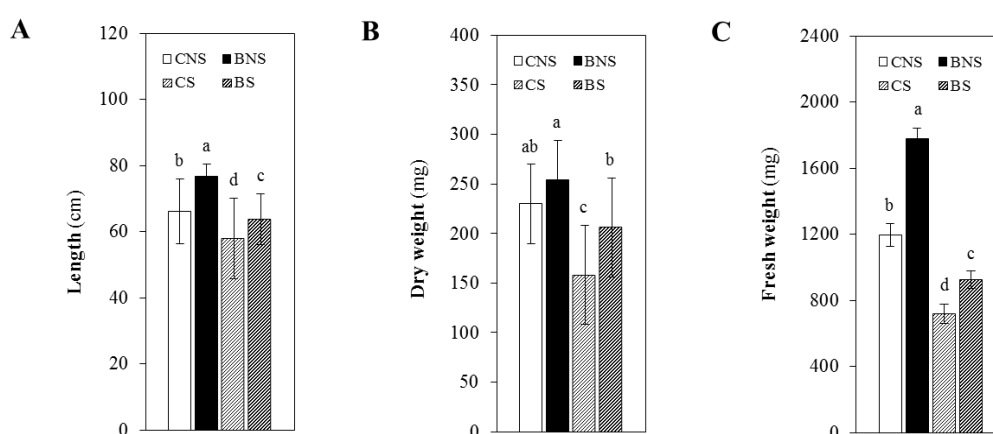 A
Length (cm)
120
100
80
60
40
20
0
CNS BNS
CS BS
b a d c
B
Dry weight (mg)
400
350
300
250
200
150
100
50
0
CNS BNS
CS BS
ab a c b
C
Fresh weight (mg)
2400
2000
1600
1200
800
400
0
CNS BNS
CS BS
b a d c